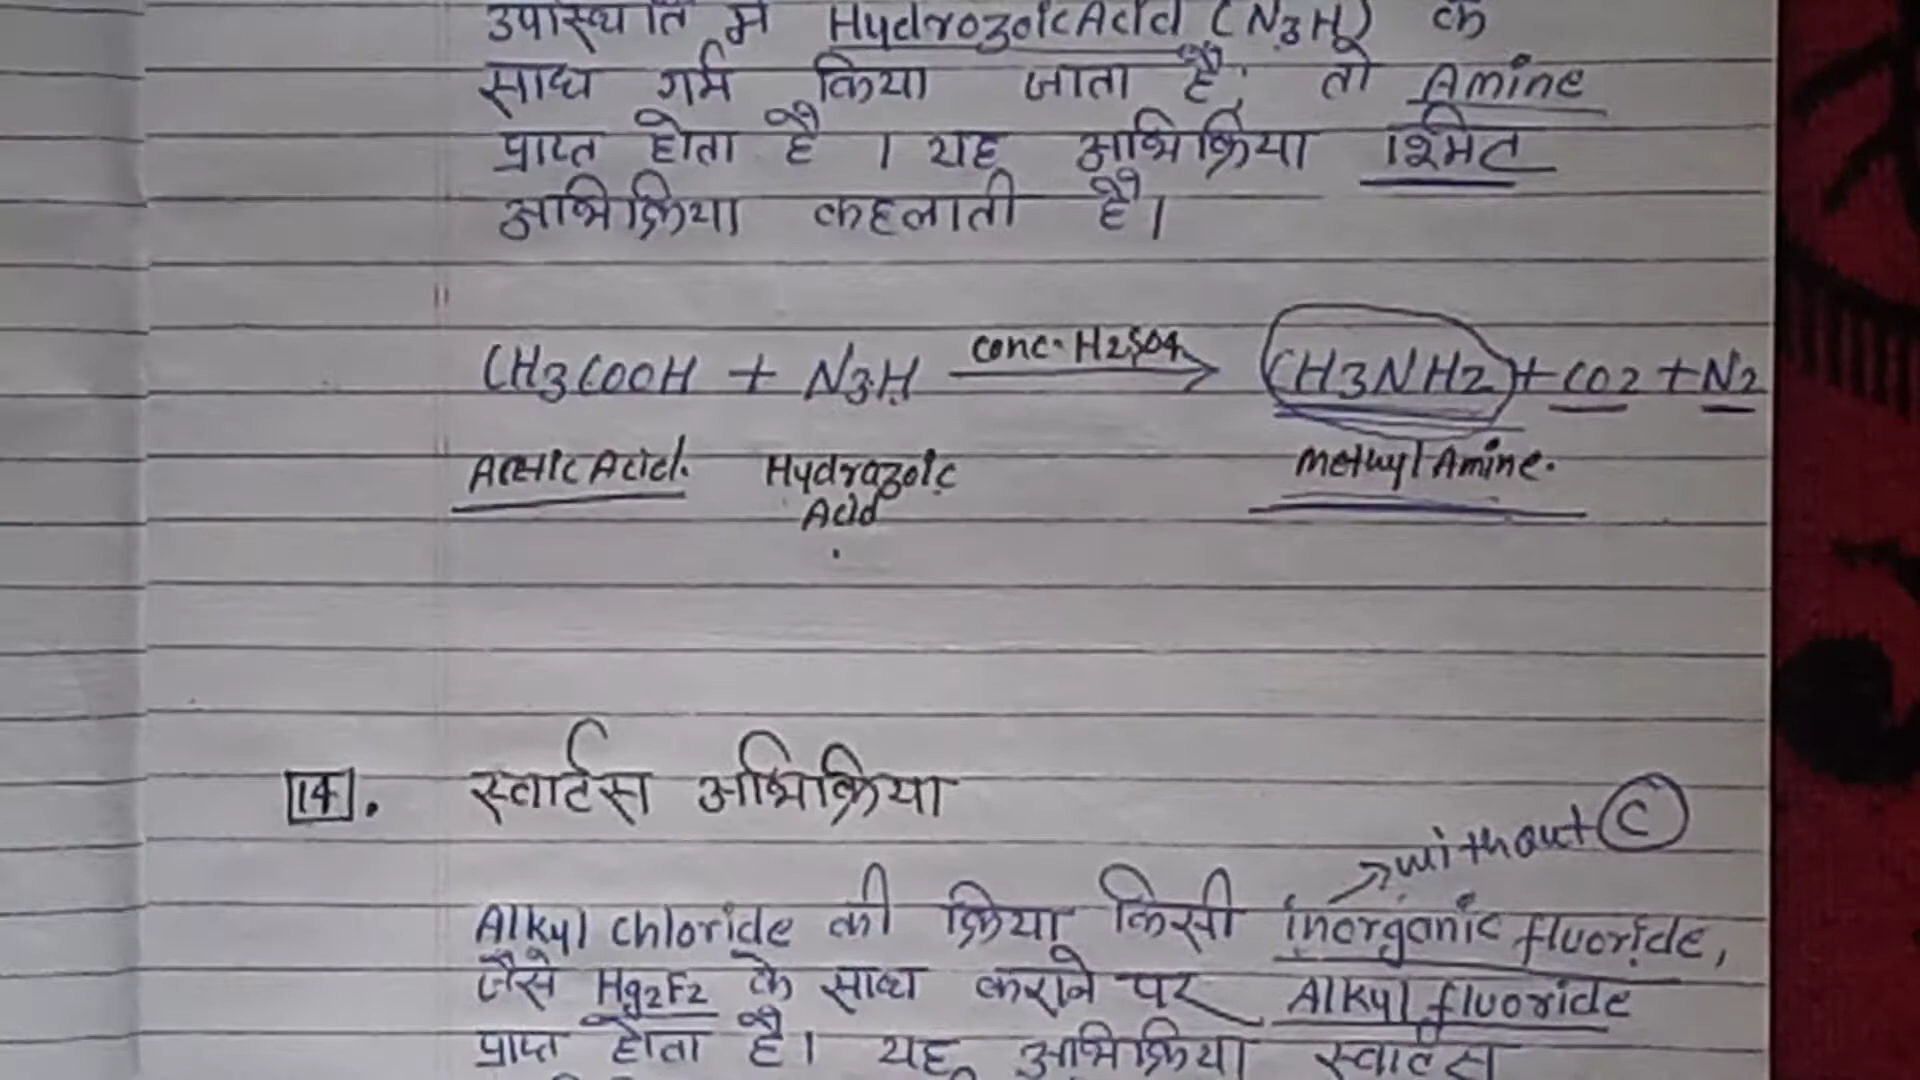 उपस्थिति में Hydrozoic Acid (N3H) के
साथ गर्म किया जाता है, तो Amine
प्राप्त होता है । यह अभिक्रिया श्मिट
अभिक्रिया कहलाती है।
CH3COOH + N3H conc. H2SO4 → CH3NH2 + CO2 + N2
Acetic Acid. Hydrazoic Acid Methyl Amine.
14. स्वार्टस अभिक्रिया
→ without C
Alkyl chloride की क्रिया किसी inorganic fluoride,
जैसे Hg2F2 के साथ कराने पर Alkyl fluoride
प्राप्त होता है। यह अभिक्रिया स्वार्टस